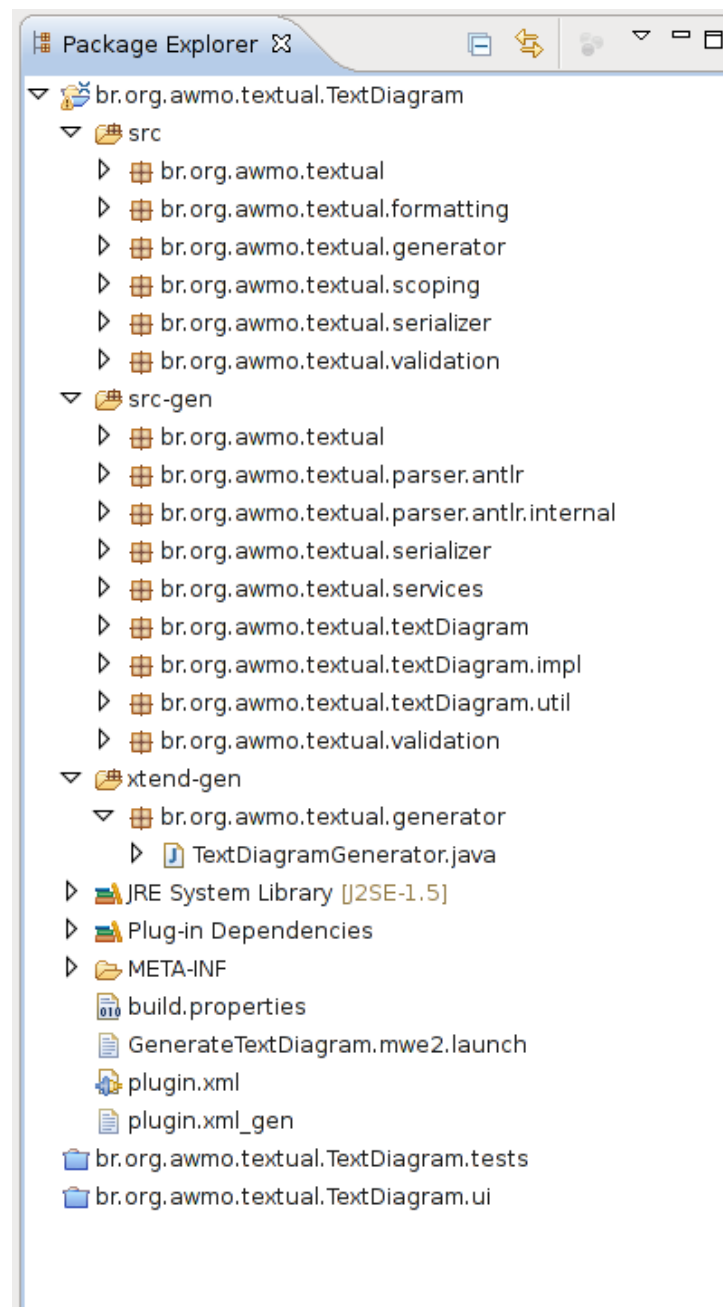 Package Explorer
br.org.awmo.textual.TextDiagram
src
br.org.awmo.textual
br.org.awmo.textual.formatting
br.org.awmo.textual.generator
br.org.awmo.textual.scoping
br.org.awmo.textual.serializer
br.org.awmo.textual.validation
src-gen
br.org.awmo.textual
br.org.awmo.textual.parser.antlr
br.org.awmo.textual.parser.antlr.internal
br.org.awmo.textual.serializer
br.org.awmo.textual.services
br.org.awmo.textual.textDiagram
br.org.awmo.textual.textDiagram.impl
br.org.awmo.textual.textDiagram.util
br.org.awmo.textual.validation
xtend-gen
br.org.awmo.textual.generator
TextDiagramGenerator.java
JRE System Library [J2SE-1.5]
Plug-in Dependencies
META-INF
build.properties
GenerateTextDiagram.mwe2.launch
plugin.xml
plugin.xml_gen
br.org.awmo.textual.TextDiagram.tests
br.org.awmo.textual.TextDiagram.ui